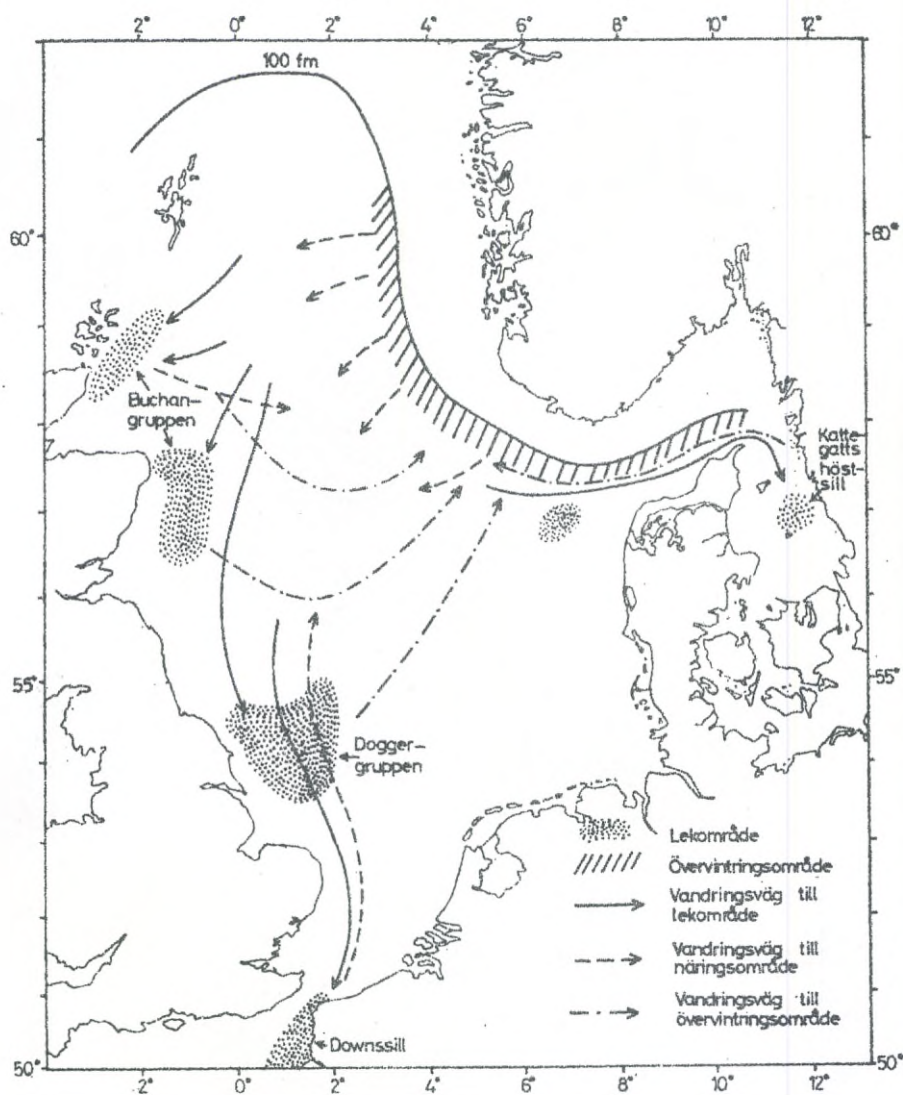 2° 0° 2° 4° 6° 8° 10° 12°
100 fm
60° 60°
Buchan-
gruppen
Katte-
gatts
höst-
sill
55° 55°
Dogger-
gruppen
Lekområde
Övervintringsområde
Vandringsväg till
lekområde
Vandringsväg till
näringsområde
Vandringsväg till
övervintringsområde
Downssill
50° 50°
2° 0° 2° 4° 6° 8° 10° 12°